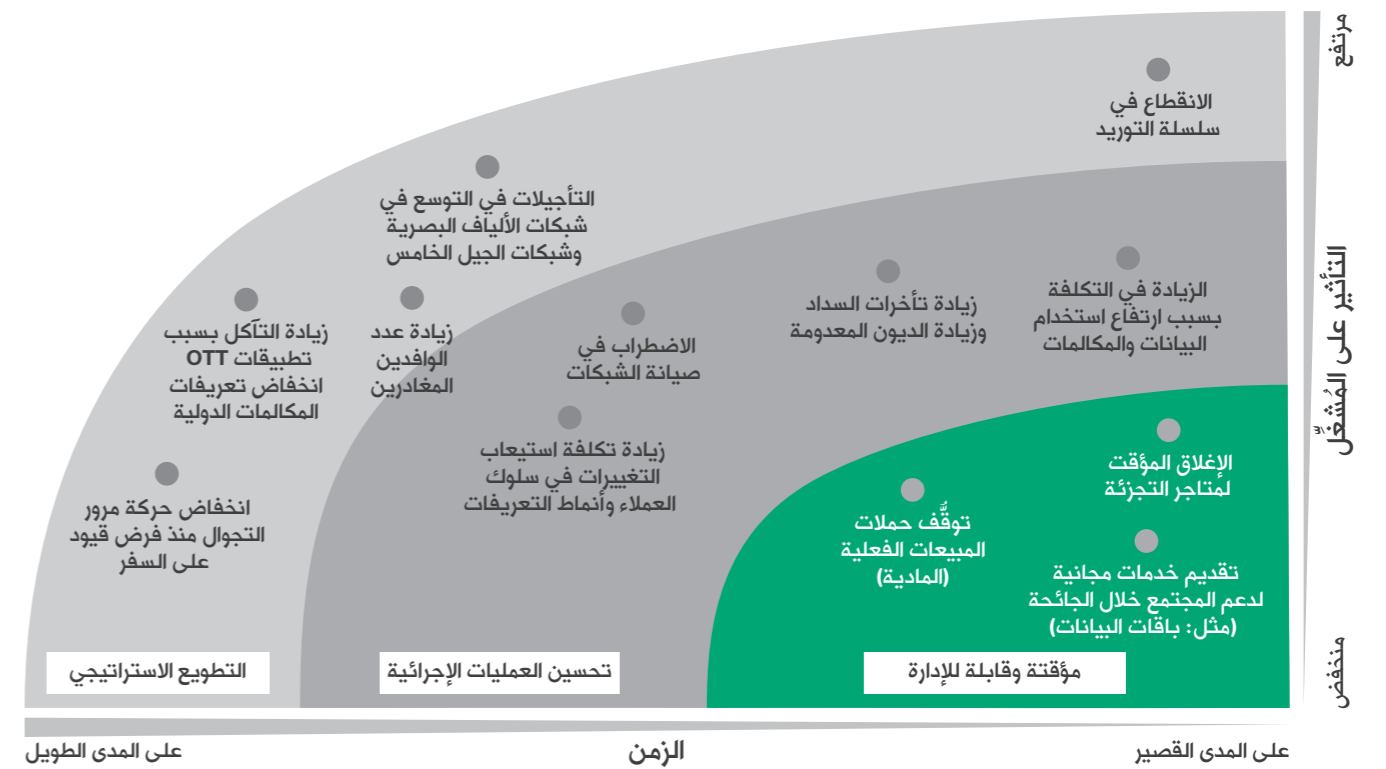 مرتفع
الانقطاع في
سلسلة التوريد
التأجيلات في التوسع في
شبكات الألياف البصرية
وشبكات الجيل الخامس
الزيادة في التكلفة
بسبب ارتفاع استخدام
البيانات والمكالمات
زيادة تأخرات السداد
وزيادة الديون المعدومة
الاضطراب في
صيانة الشبكات
زيادة عدد
الوافدين
المغادرين
زيادة التآكل بسبب
تطبيقات OTT
انخفاض تعريفات
المكالمات الدولية
التأثير على المُشغِّل
زيادة تكلفة استيعاب
التغييرات في سلوك
العملاء وأنماط التعريفات
انخفاض حركة مرور
التجوال منذ فرض قيود
على السفر
الإغلاق المؤقت
لمتاجر التجزئة
توقَّف حملات
المبيعات الفعلية
(المادية)
تقديم خدمات مجانية
لدعم المجتمع خلال الجائحة
(مثل: باقات البيانات)
منخفض
مؤقتة وقابلة للإدارة
تحسين العمليات الإجرائية
التطويع الاستراتيجي
على المدى القصير
الزمن
على المدى الطويل